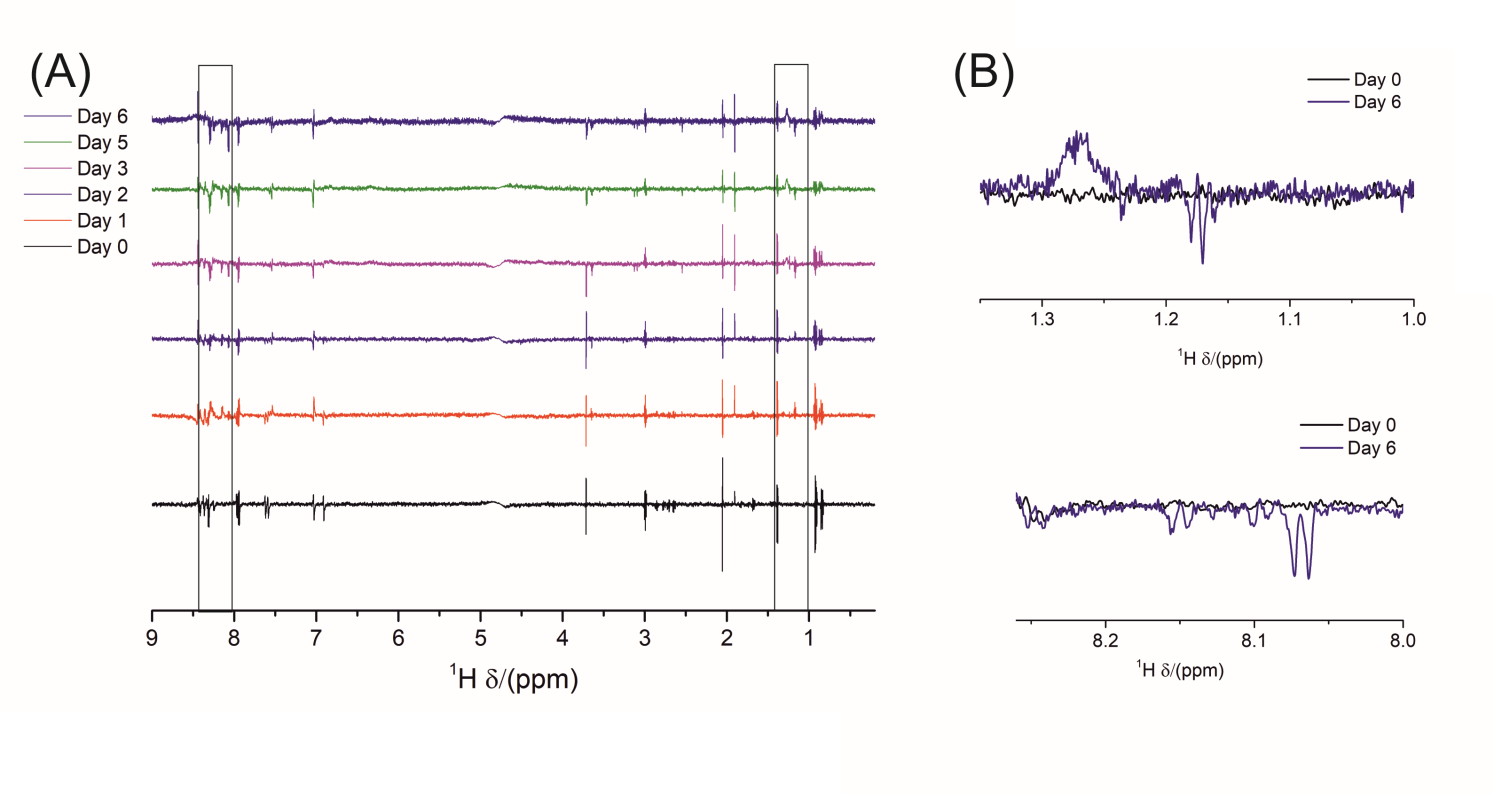 (A)
Day 6
Day 5
Day 3
Day 2
Day 1
Day 0
9 8 7 6 5 4 3 2 1
¹H δ/(ppm)
(B)
Day 0
Day 6
1.3 1.2 1.1 1.0
¹H δ/(ppm)
Day 0
Day 6
8.2 8.1 8.0
¹H δ/(ppm)